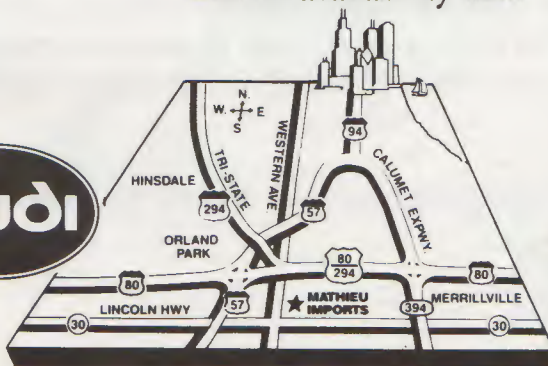 N.
W. E
S
94
WESTERN AVE
TRI-STATE
CALUMET EXPWY.
HINSDALE
294
57
ORLAND
PARK
80
80
294
80
57
394
LINCOLN HWY
MATHIEU
IMPORTS
MERRILLVILLE
30
30